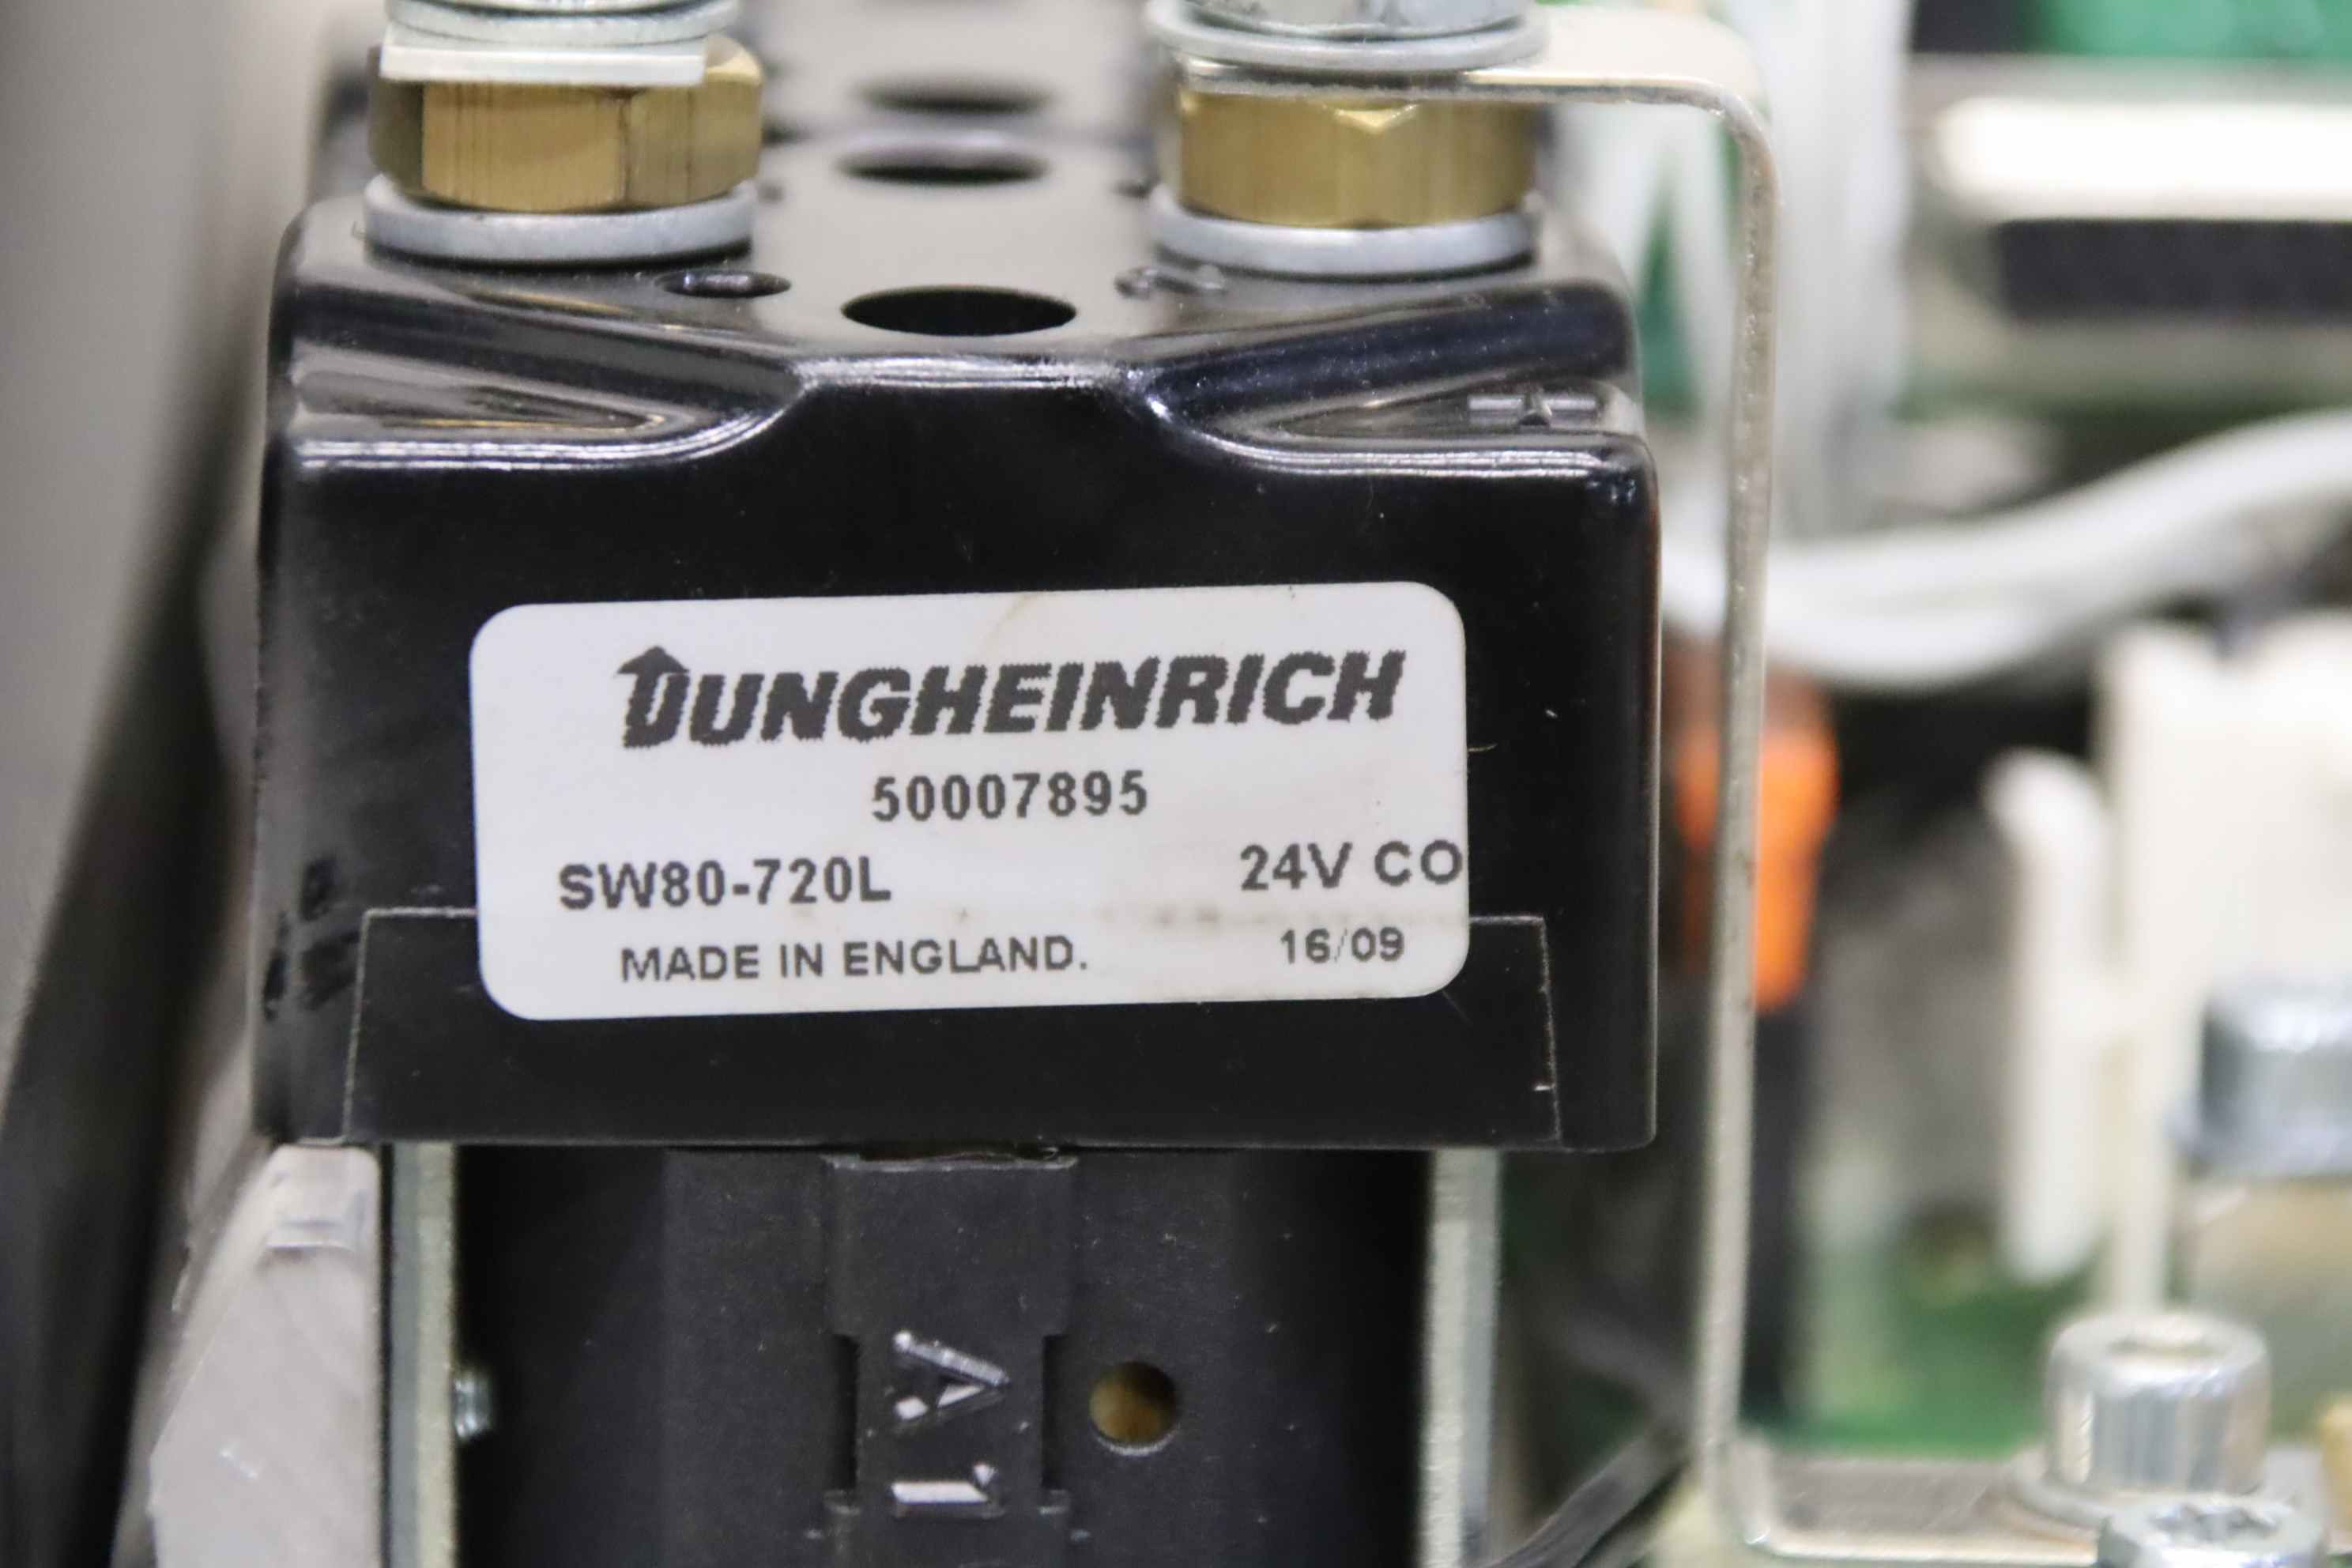 JUNGHEINRICH
50007895
SW80-720L 24V CO
MADE IN ENGLAND. 16/09
A1